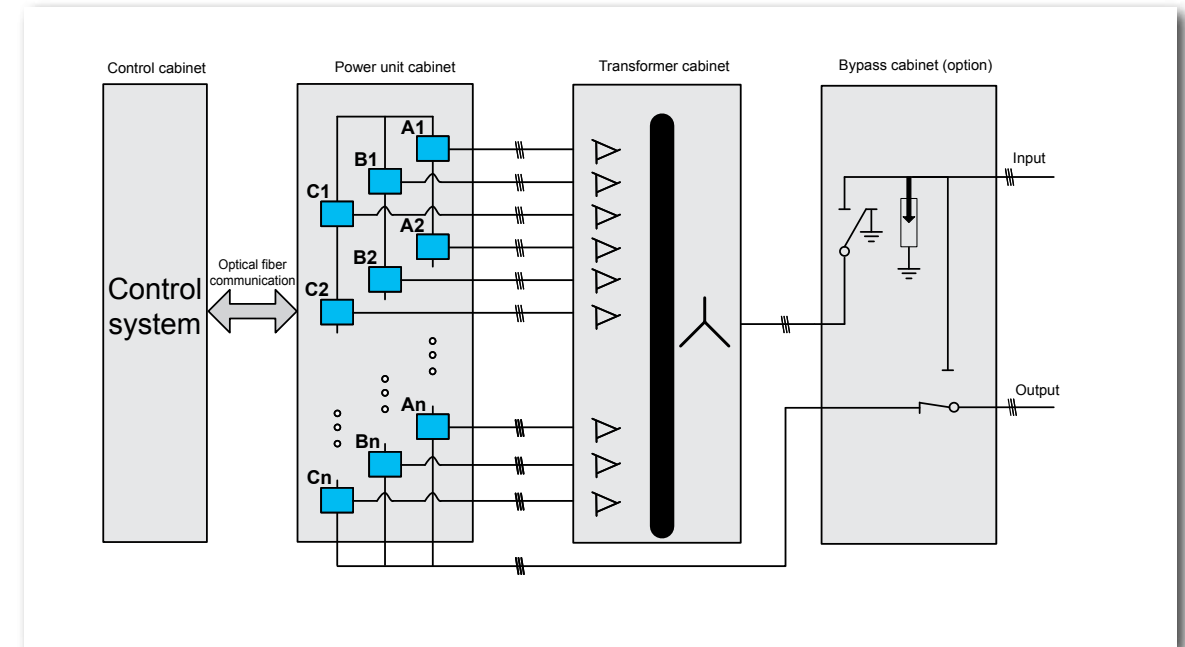 Control cabinet
Power unit cabinet
Transformer cabinet
Bypass cabinet (option)
A1
B1
C1
A2
B2
C2
Input
Optical fiber
communication
Control
system
Output
An
Bn
Cn